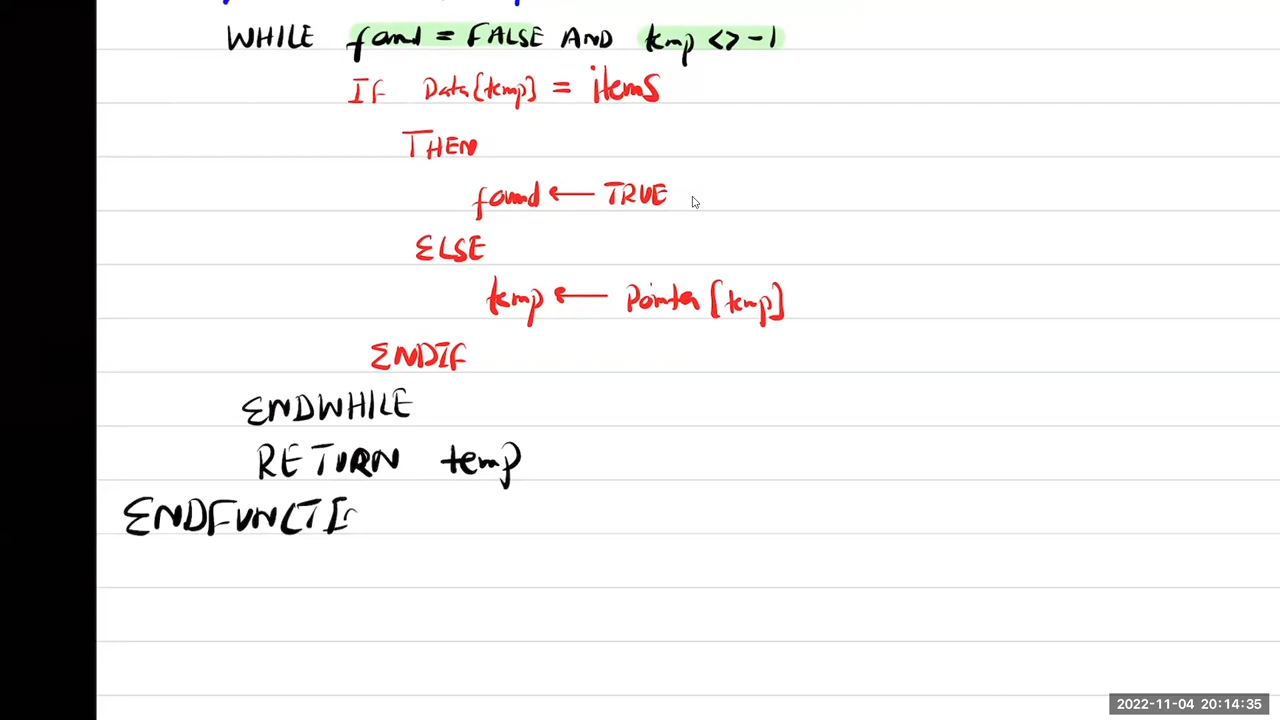 WHILE found = FALSE AND temp <> -1
IF Data[temp] = items
THEN
found ← TRUE
ELSE
temp ← Pointer [temp]
ENDIF
ENDWHILE
RETURN temp
ENDFUNCTI
2022-11-04 20:14:35